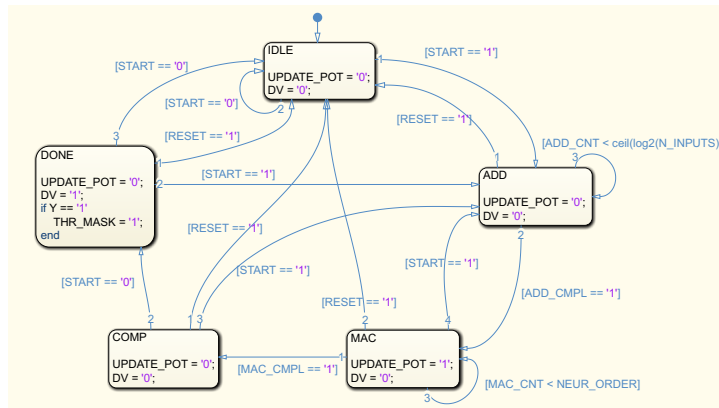 IDLE
UPDATE_POT = '0';
DV = '0';
1
[START == '1']
[START == '0']
[START == '0']
2
[RESET == '1']
[RESET == '1']
3
1
[ADD_CNT < ceil(log2(N_INPUTS)
3
DONE
UPDATE_POT = '0';
DV = '1';
if Y == '1'
THR_MASK = '1';
end
1
2
[START == '1']
ADD
UPDATE_POT = '0';
DV = '0';
2
[RESET == '1']
[START == '1']
[START == '1']
[START == '0']
[RESET == '1']
[ADD_CMPL == '1']
2
1
3
2
4
COMP
UPDATE_POT = '0';
DV = '0';
MAC
UPDATE_POT = '1';
DV = '0';
1
[MAC_CMPL == '1']
3
[MAC_CNT < NEUR_ORDER]